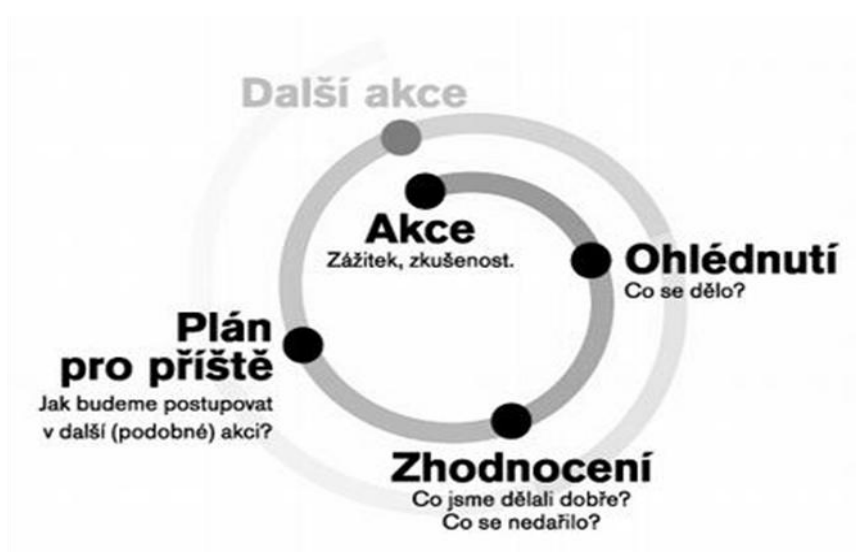 Další akce
Akce
Zážitek, zkušenost.
Ohlédnutí
Co se dělo?
Plán
pro příště
Jak budeme postupovat
v další (podobné) akci?
Zhodnocení
Co jsme dělali dobře?
Co se nedařilo?